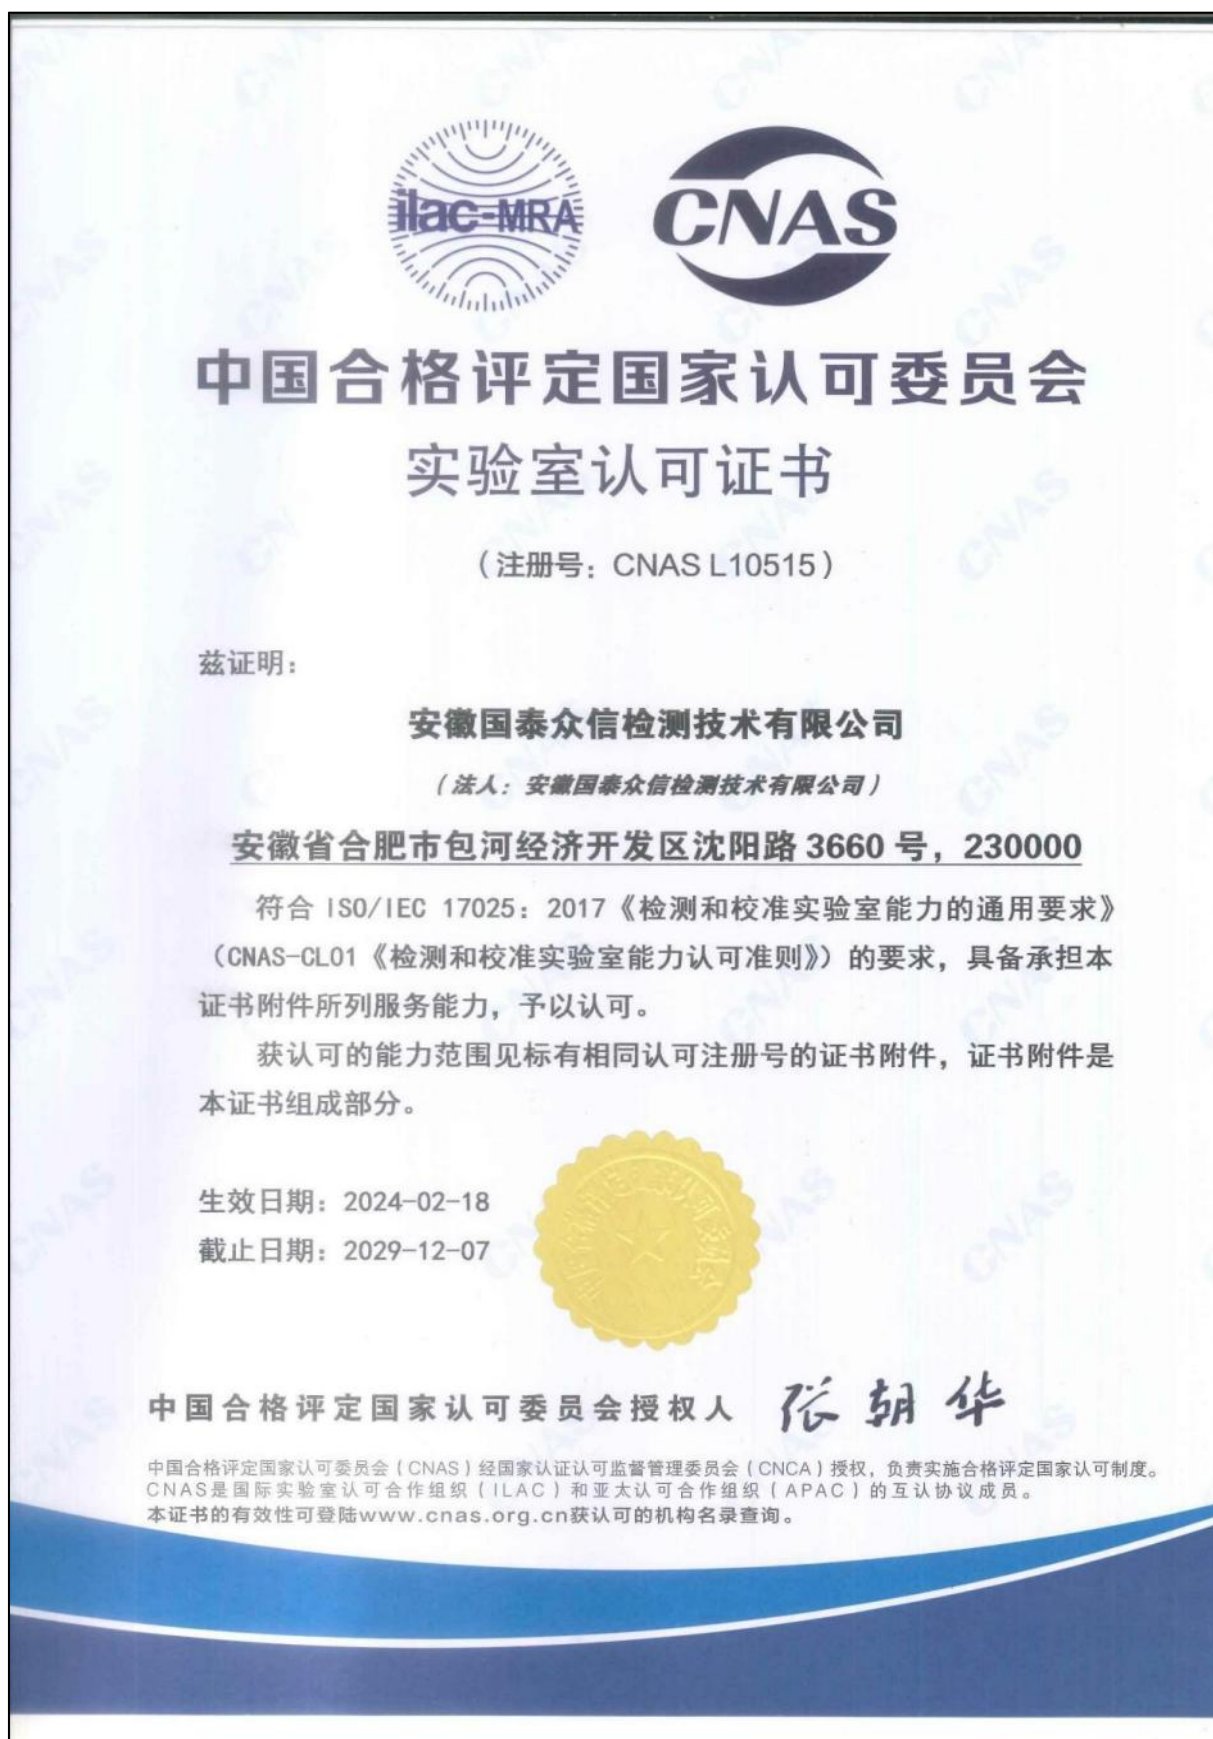 ilac-MRA
CNAS
中国合格评定国家认可委员会
实验室认可证书
（注册号：CNAS L10515）
兹证明：
安徽国泰众信检测技术有限公司
（法人：安徽国泰众信检测技术有限公司）
安徽省合肥市包河经济开发区沈阳路 3660 号，230000
符合 ISO/IEC 17025：2017《检测和校准实验室能力的通用要求》
（CNAS-CL01《检测和校准实验室能力认可准则》）的要求，具备承担本
证书附件所列服务能力，予以认可。
获认可的能力范围见标有相同认可注册号的证书附件，证书附件是
本证书组成部分。
生效日期：2024-02-18
截止日期：2029-12-07
中国合格评定国家认可委员会
中国合格评定国家认可委员会授权人 张朝华
中国合格评定国家认可委员会（CNAS）经国家认证认可监督管理委员会（CNCA）授权，负责实施合格评定国家认可制度。
CNAS是国际实验室认可合作组织（ILAC）和亚太认可合作组织（APAC）的互认协议成员。
本证书的有效性可登陆www.cnas.org.cn获认可的机构名录查询。